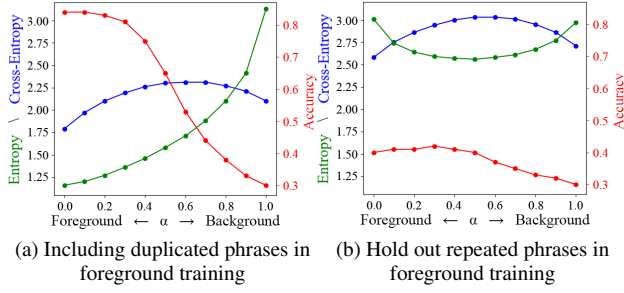 Entropy \ Cross-Entropy
3.00
2.75
2.50
2.25
2.00
1.75
1.50
1.25
0.8
0.7
0.6
0.5
0.4
0.3
Accuracy
0.0 0.2 0.4 0.6 0.8 1.0
Foreground ← α → Background
(a) Including duplicated phrases in
foreground training
Entropy \ Cross-Entropy
3.00
2.75
2.50
2.25
2.00
1.75
1.50
1.25
0.8
0.7
0.6
0.5
0.4
0.3
Accuracy
0.0 0.2 0.4 0.6 0.8 1.0
Foreground ← α → Background
(b) Hold out repeated phrases in
foreground training